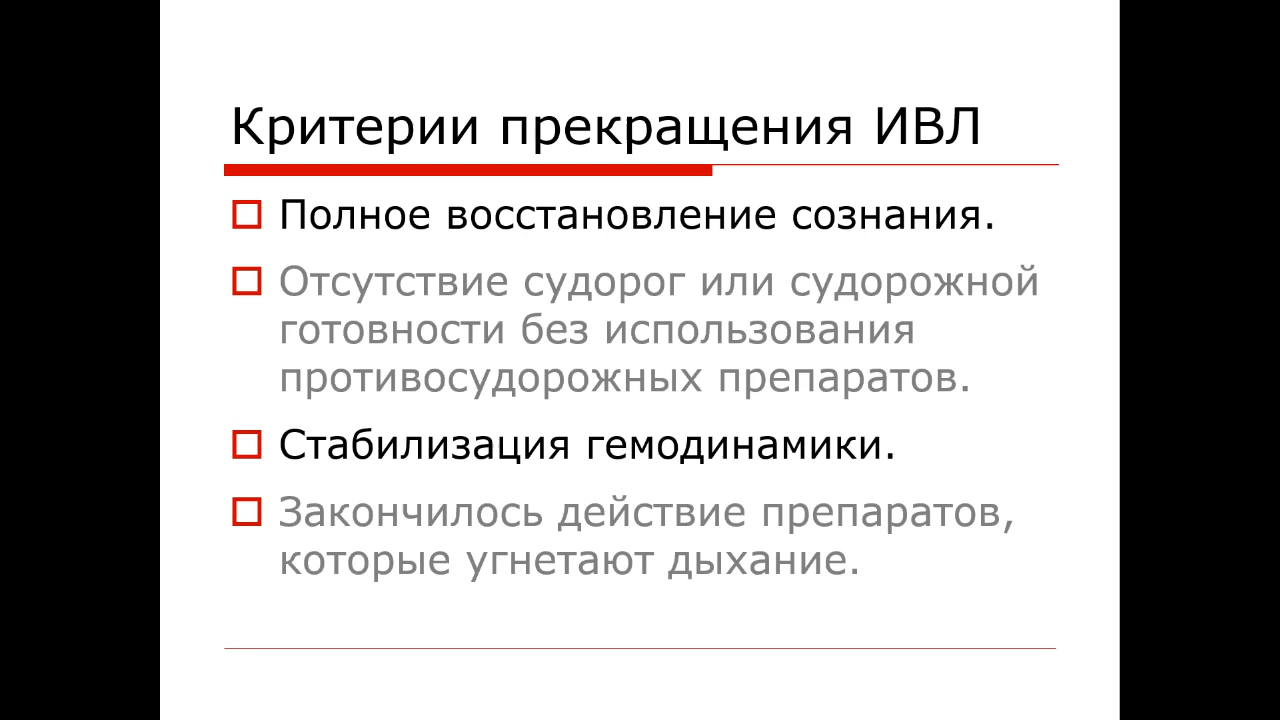 Критерии прекращения ИВЛ
Полное восстановление сознания.
Отсутствие судорог или судорожной
готовности без использования
противосудорожных препаратов.
Стабилизация гемодинамики.
Закончилось действие препаратов,
которые угнетают дыхание.